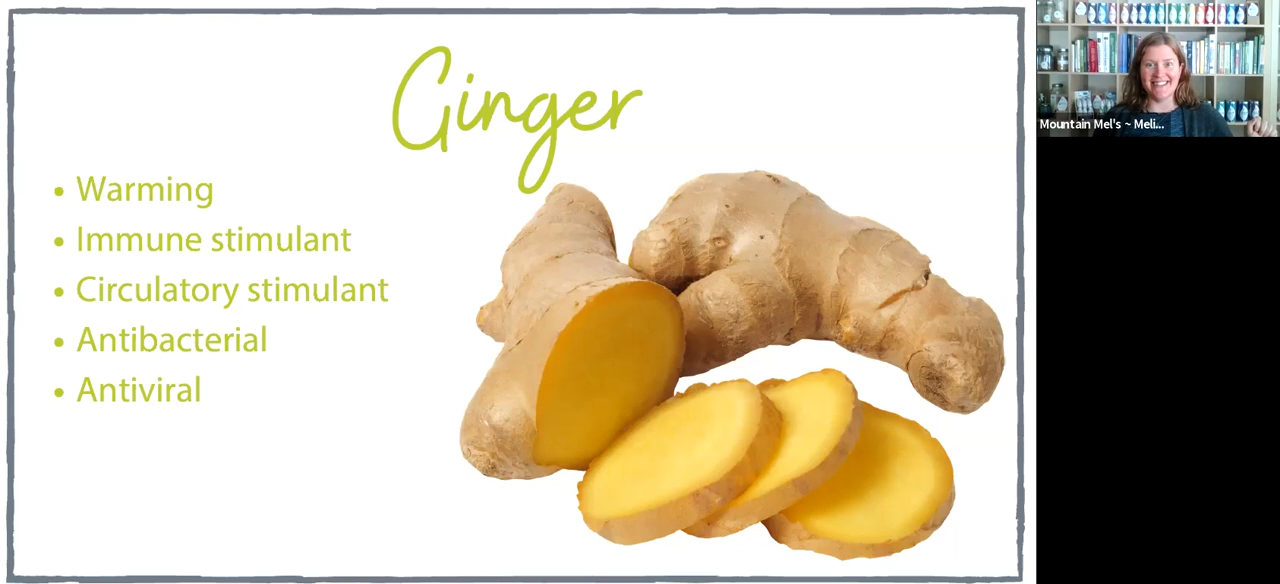 Ginger
• Warming
• Immune stimulant
• Circulatory stimulant
• Antibacterial
• Antiviral
Mountain Mel's ~ Meli...